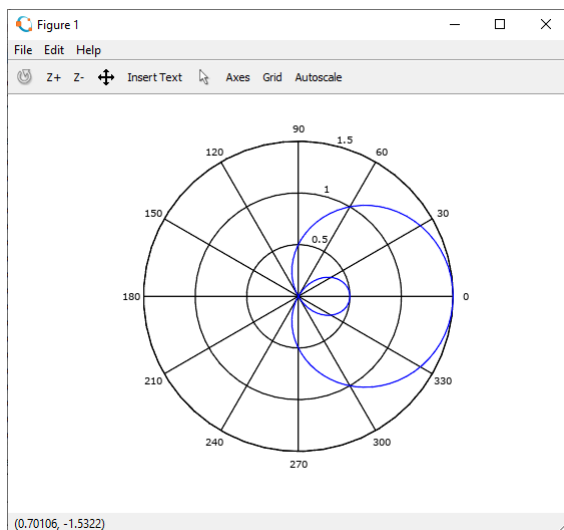 Figure 1
File Edit Help
Z+ Z- Insert Text Axes Grid Autoscale
90
120 1.5 60
150 1 30
0.5
180 0
210 330
240 300
270
(0.70106, -1.5322)